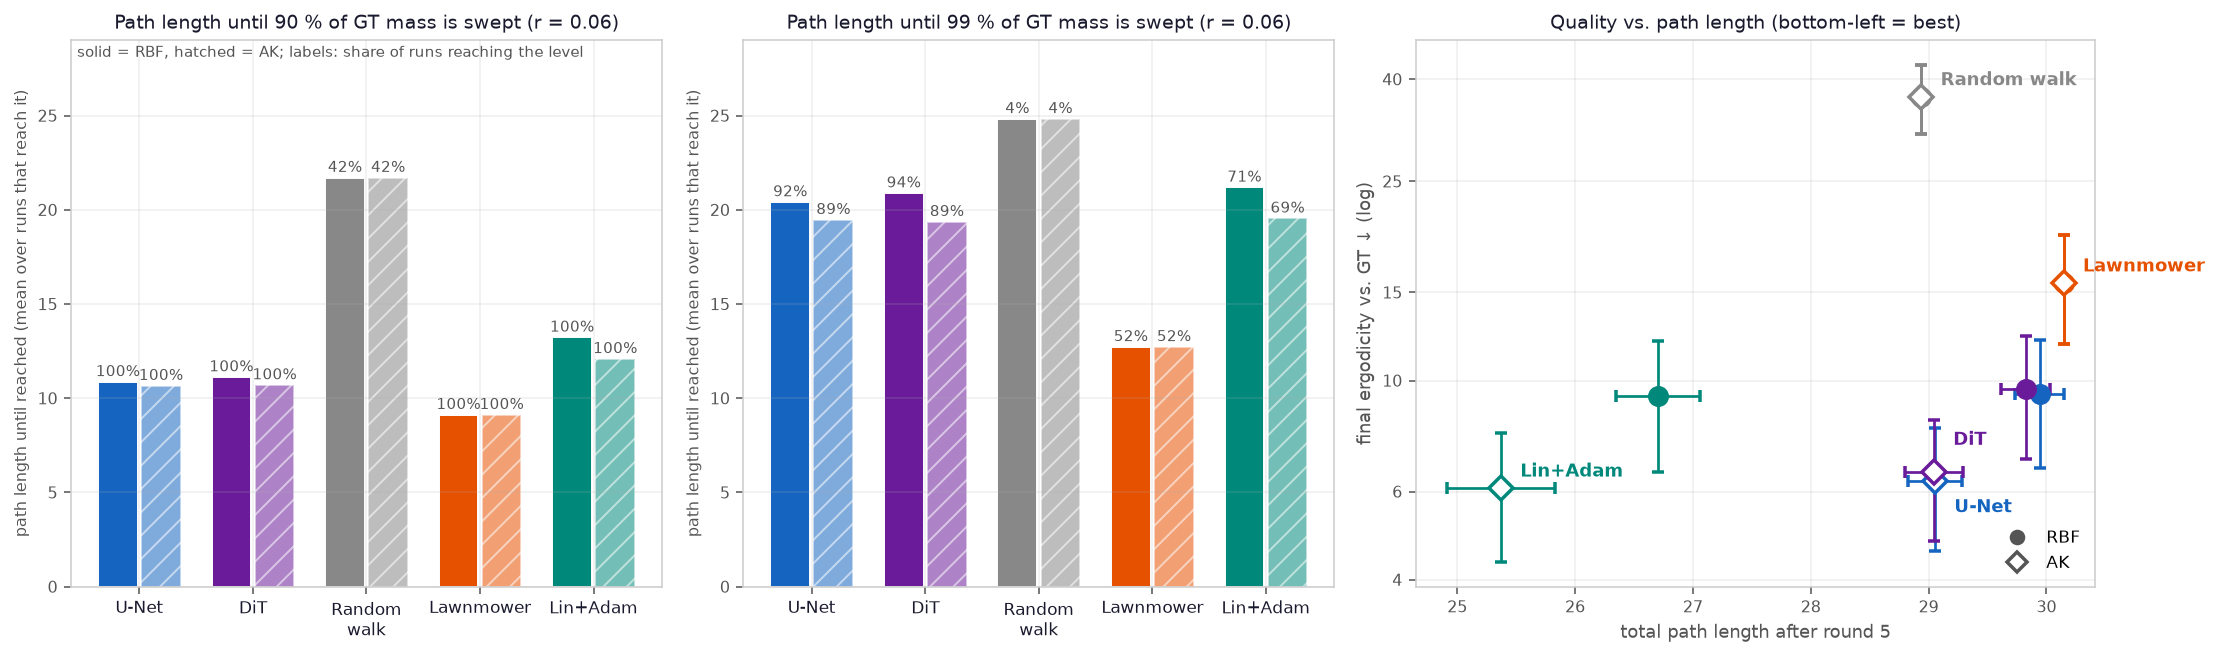 Path length until 90 % of GT mass is swept (r = 0.06)
solid = RBF, hatched = AK; labels: share of runs reaching the level
path length until reached (mean over runs that reach it)
25
20
15
10
5
0
100%
100%
100%
100%
42%
42%
100%
100%
100%
100%
U-Net
DiT
Random
walk
Lawnmower
Lin+Adam
Path length until 99 % of GT mass is swept (r = 0.06)
path length until reached (mean over runs that reach it)
25
20
15
10
5
0
92%
89%
94%
89%
4%
4%
52%
52%
71%
69%
U-Net
DiT
Random
walk
Lawnmower
Lin+Adam
Quality vs. path length (bottom-left = best)
final ergodicity vs. GT ↓ (log)
40
25
15
10
6
4
Random walk
Lawnmower
DiT
Lin+Adam
U-Net
RBF
AK
25
26
27
28
29
30
total path length after round 5